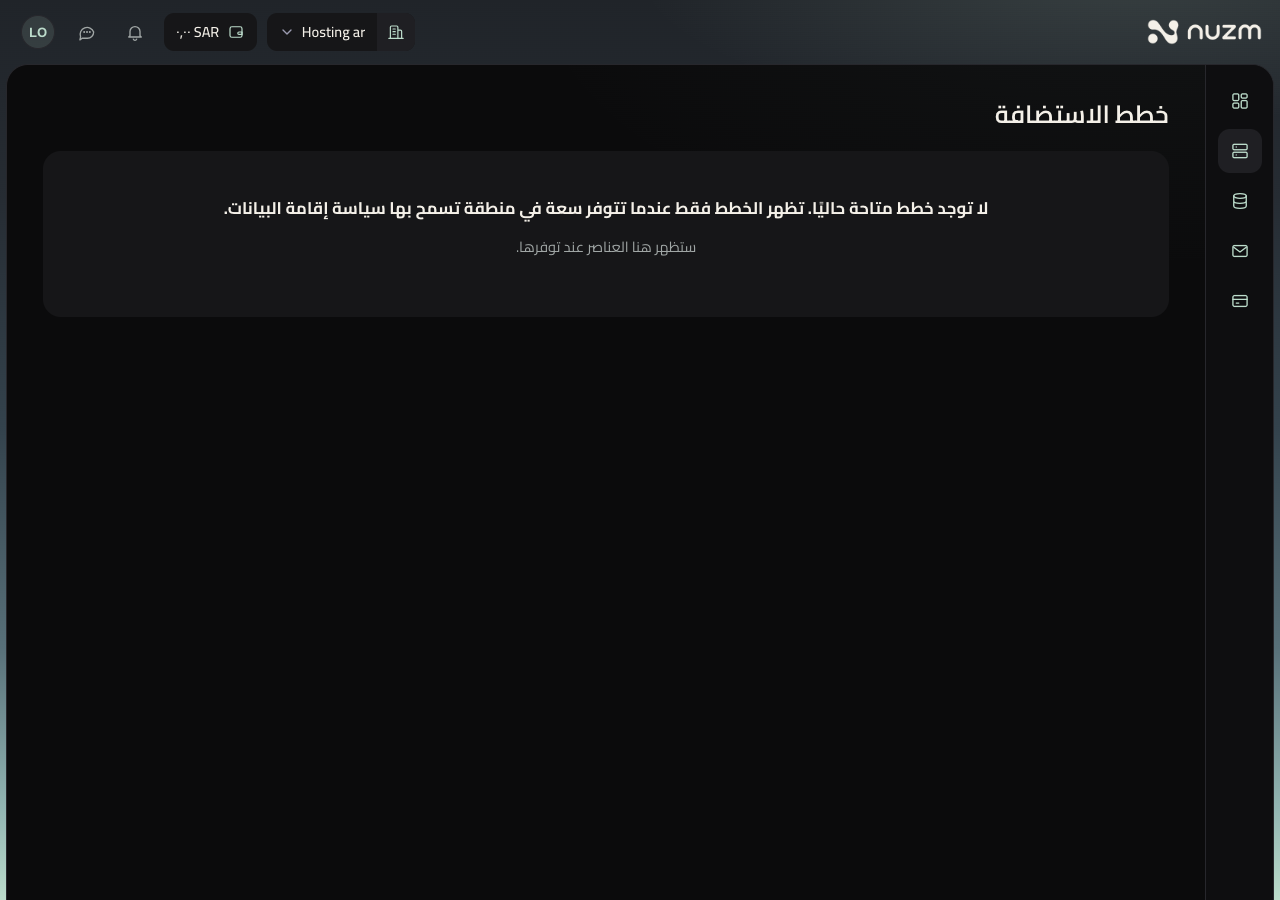 nuzm
Hosting ar
٠٫٠٠ SAR
LO
خطط الاستضافة
لا توجد خطط متاحة حاليًا. تظهر الخطط فقط عندما تتوفر سعة في منطقة تسمح بها سياسة إقامة البيانات.
ستظهر هنا العناصر عند توفرها.